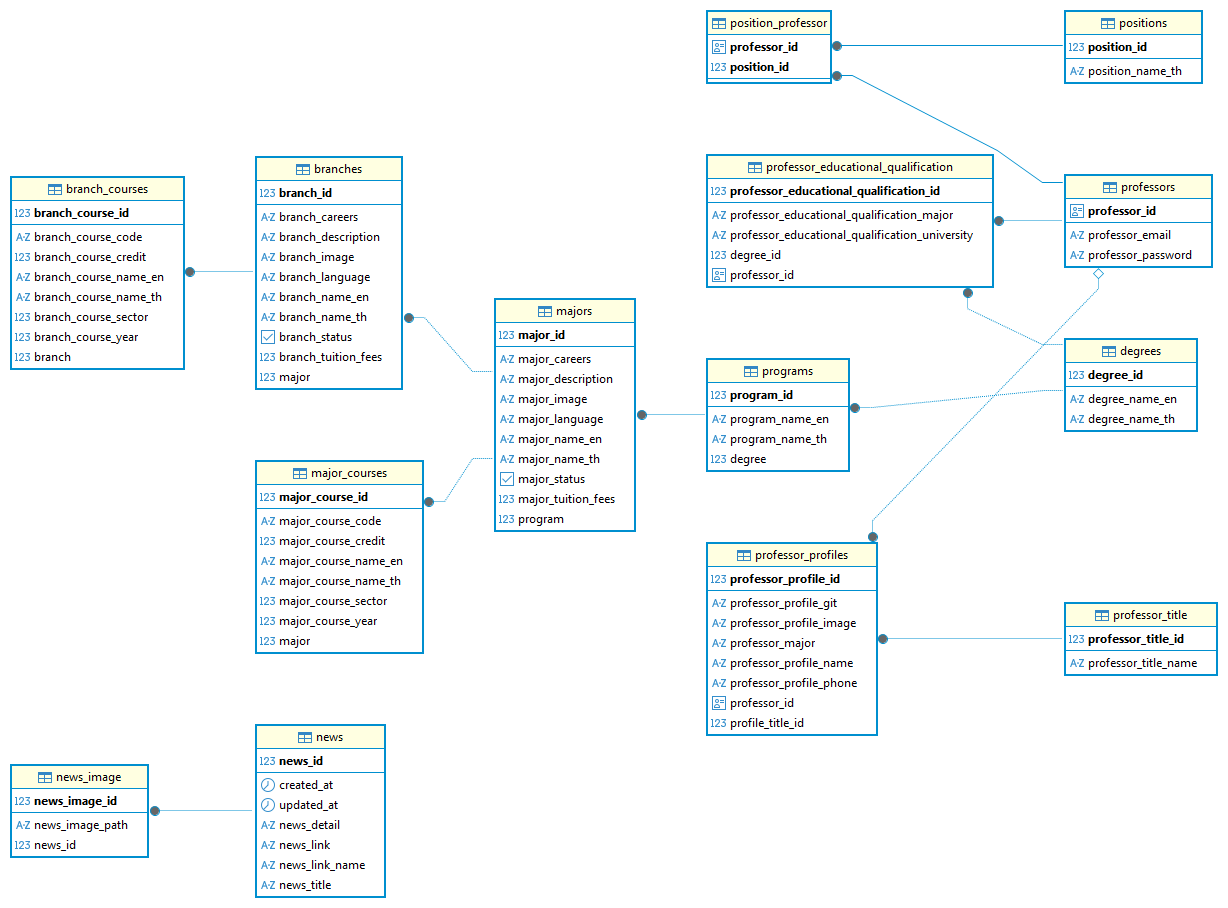 position_professor
professor_id
123 position_id
positions
123 position_id
A-Z position_name_th
branch_courses
123 branch_course_id
A-Z branch_course_code
123 branch_course_credit
A-Z branch_course_name_en
A-Z branch_course_name_th
123 branch_course_sector
123 branch_course_year
123 branch
branches
123 branch_id
A-Z branch_careers
A-Z branch_description
A-Z branch_image
A-Z branch_language
A-Z branch_name_en
A-Z branch_name_th
branch_status
123 branch_tuition_fees
123 major
professor_educational_qualification
123 professor_educational_qualification_id
A-Z professor_educational_qualification_major
A-Z professor_educational_qualification_university
123 degree_id
professor_id
professors
professor_id
A-Z professor_email
A-Z professor_password
majors
123 major_id
A-Z major_careers
A-Z major_description
A-Z major_image
A-Z major_language
A-Z major_name_en
A-Z major_name_th
major_status
123 major_tuition_fees
123 program
programs
123 program_id
A-Z program_name_en
A-Z program_name_th
123 degree
degrees
123 degree_id
A-Z degree_name_en
A-Z degree_name_th
major_courses
123 major_course_id
A-Z major_course_code
123 major_course_credit
A-Z major_course_name_en
A-Z major_course_name_th
123 major_course_sector
123 major_course_year
123 major
professor_profiles
123 professor_profile_id
A-Z professor_profile_git
A-Z professor_profile_image
A-Z professor_major
A-Z professor_profile_name
A-Z professor_profile_phone
professor_id
123 profile_title_id
professor_title
123 professor_title_id
A-Z professor_title_name
news_image
123 news_image_id
A-Z news_image_path
123 news_id
news
123 news_id
created_at
updated_at
A-Z news_detail
A-Z news_link
A-Z news_link_name
A-Z news_title